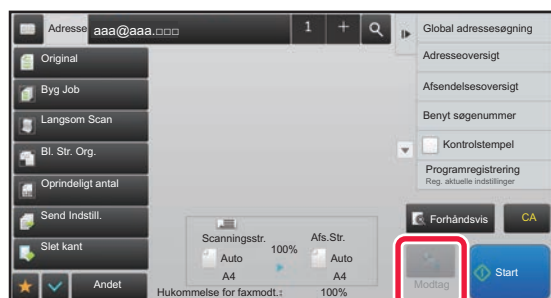 Adresse aaa@aaa.□□□ 1 +
Original
Byg Job
Langsom Scan
Bl. Str. Org.
Oprindeligt antal
Send Indstill.
Slet kant
Andet
Scanningsstr.
Auto
A4
100%
Afs.Str.
Auto
A4
Hukommelse for faxmodt.: 100%
Global adressesøgning
Adresseoversigt
Afsendelsesoversigt
Benyt søgenummer
Kontrolstempel
Programregistrering
Reg. aktuelle indstillinger
Forhåndsvis
CA
Modtag
Start